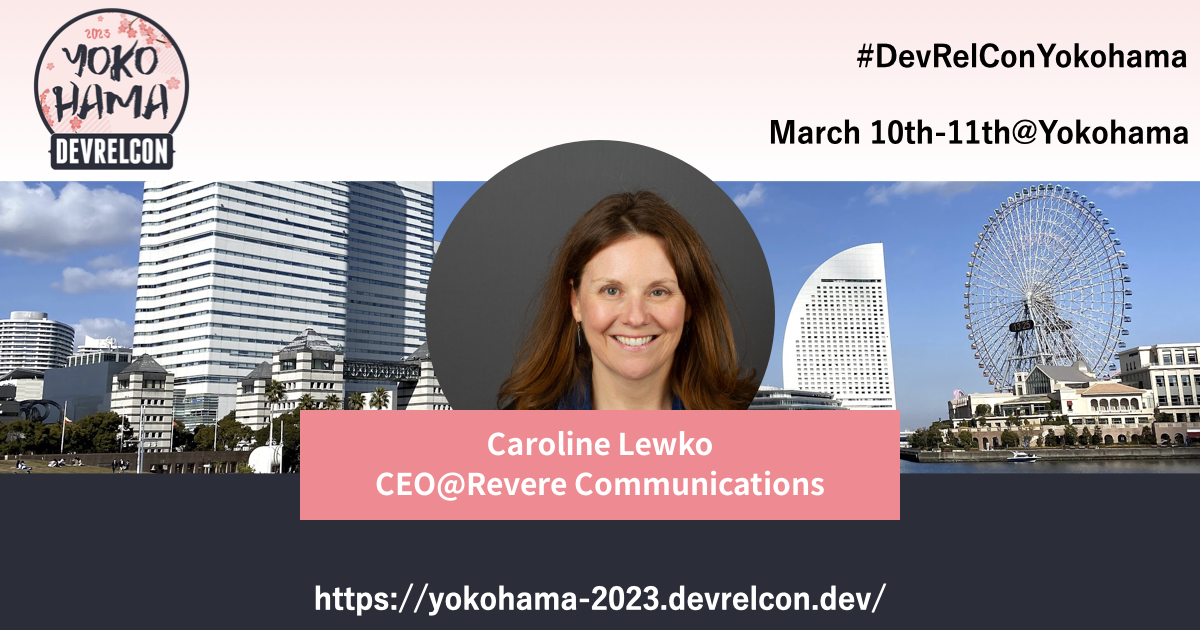 2023
YOKO
HAMA
DEVRELCON
#DevRelConYokohama
March 10th-11th@Yokohama
Caroline Lewko
CEO@Revere Communications
https://yokohama-2023.devrelcon.dev/